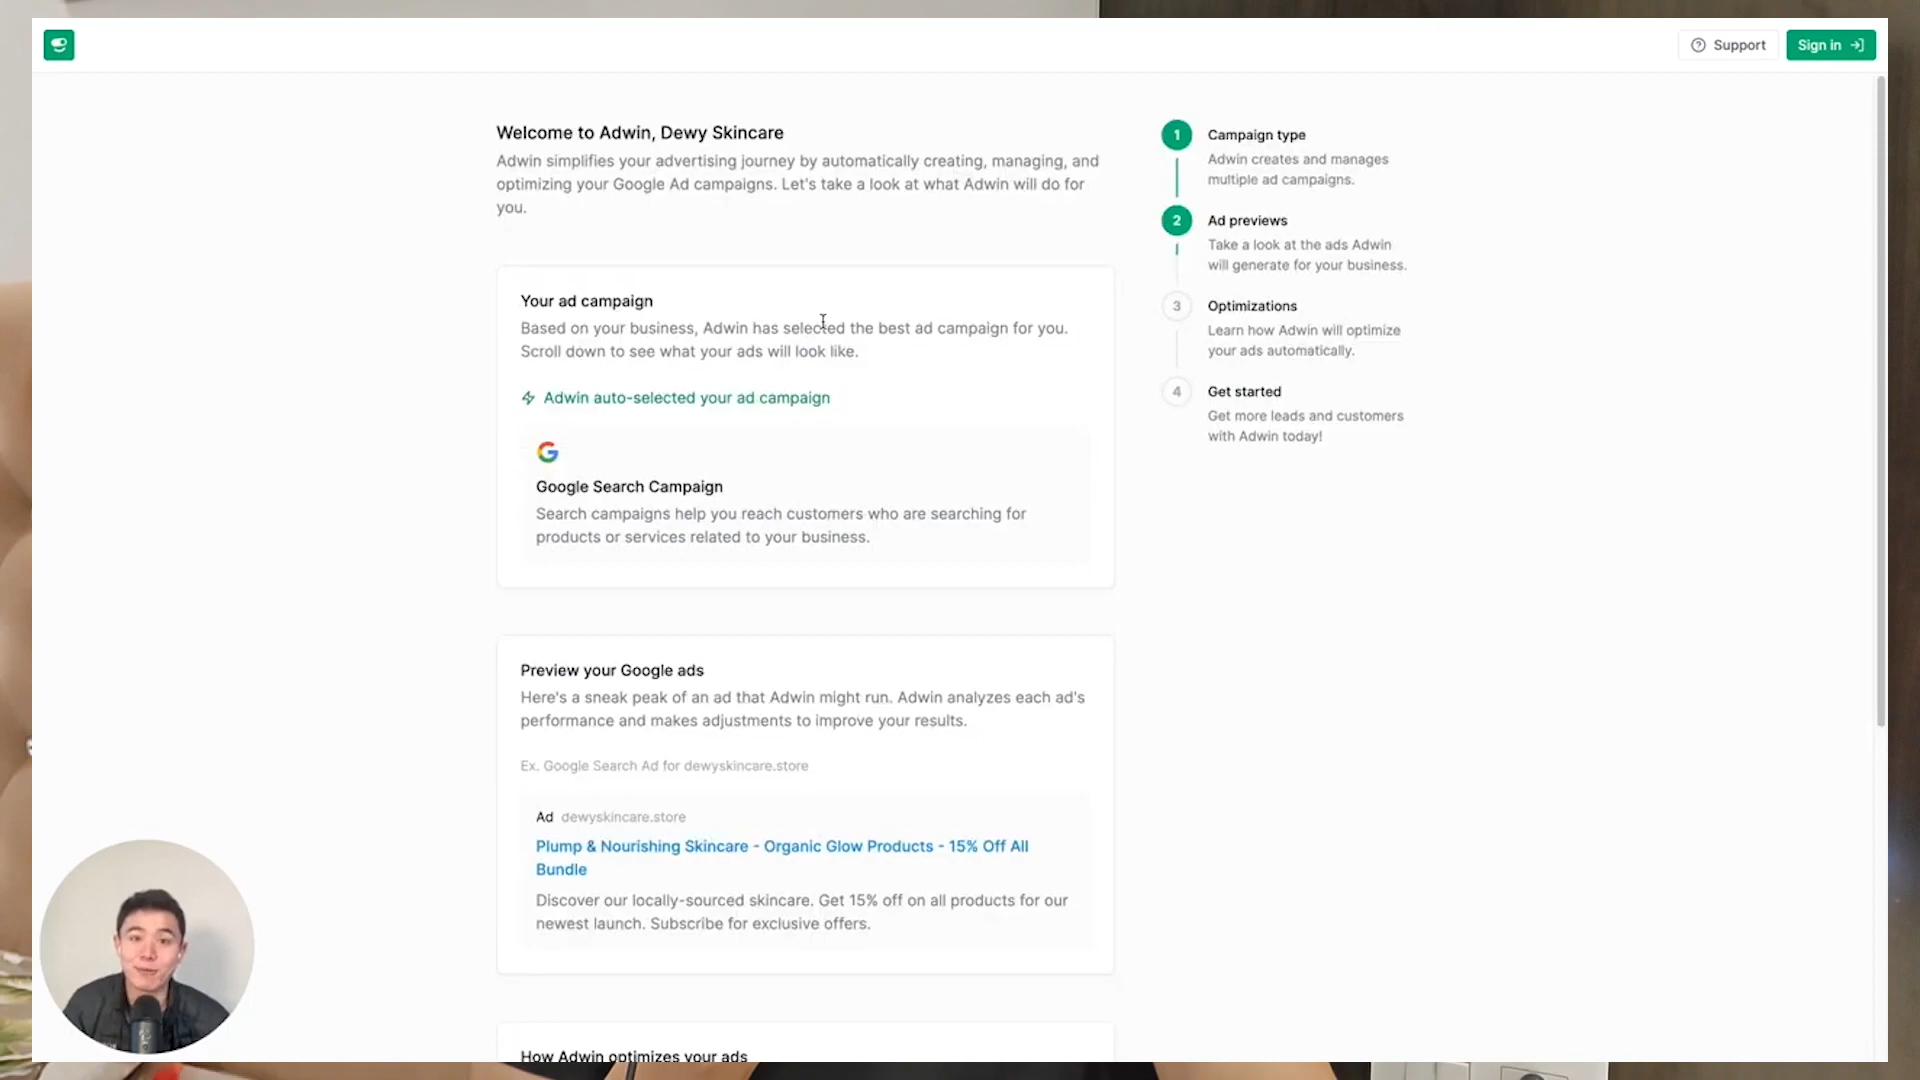 Support
Sign in
Welcome to Adwin, Dewy Skincare
Adwin simplifies your advertising journey by automatically creating, managing, and
optimizing your Google Ad campaigns. Let's take a look at what Adwin will do for
you.
Your ad campaign
Based on your business, Adwin has selected the best ad campaign for you.
Scroll down to see what your ads will look like.
Adwin auto-selected your ad campaign
Google Search Campaign
Search campaigns help you reach customers who are searching for
products or services related to your business.
Preview your Google ads
Here's a sneak peak of an ad that Adwin might run. Adwin analyzes each ad's
performance and makes adjustments to improve your results.
Ex. Google Search Ad for dewyskincare.store
Ad dewyskincare.store
Plump & Nourishing Skincare - Organic Glow Products - 15% Off All
Bundle
Discover our locally-sourced skincare. Get 15% off on all products for our
newest launch. Subscribe for exclusive offers.
How Adwin optimizes your ads
1 Campaign type
Adwin creates and manages
multiple ad campaigns.
2 Ad previews
Take a look at the ads Adwin
will generate for your business.
3 Optimizations
Learn how Adwin will optimize
your ads automatically.
4 Get started
Get more leads and customers
with Adwin today!